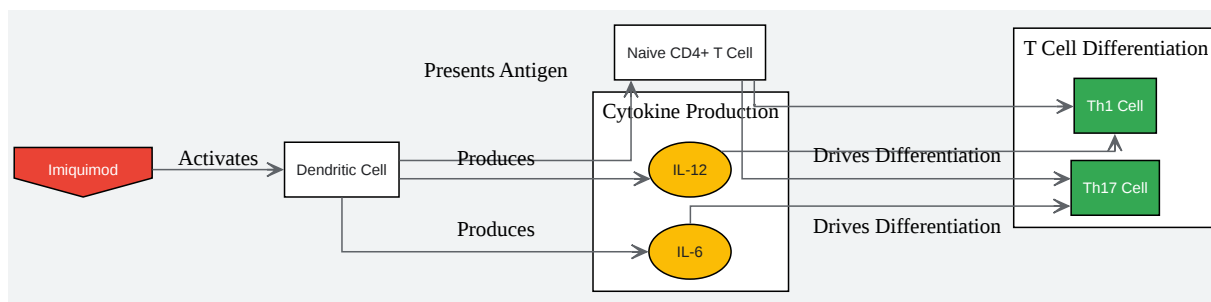 Naive CD4+ T Cell
T Cell Differentiation
Presents Antigen
Cytokine Production
Th1 Cell
Imiquimod
Activates
Dendritic Cell
Produces
IL-12
Drives Differentiation
Th17 Cell
Produces
IL-6
Drives Differentiation